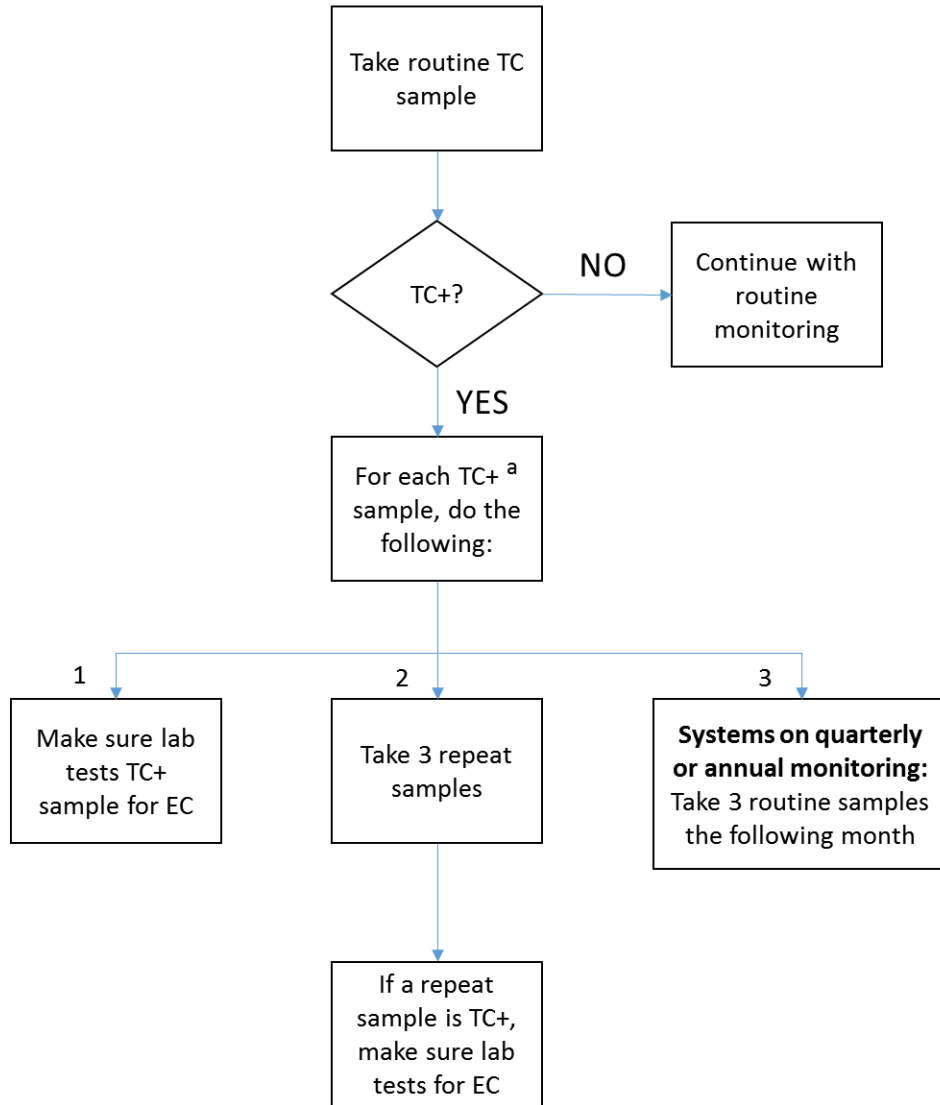 Take routine TC
sample
TC+?
NO
Continue with
routine
monitoring
YES
For each TC+ a
sample, do the
following:
1
Make sure lab
tests TC+
sample for EC
2
Take 3 repeat
samples
3
Systems on quarterly
or annual monitoring:
Take 3 routine samples
the following month
If a repeat
sample is TC+,
make sure lab
tests for EC